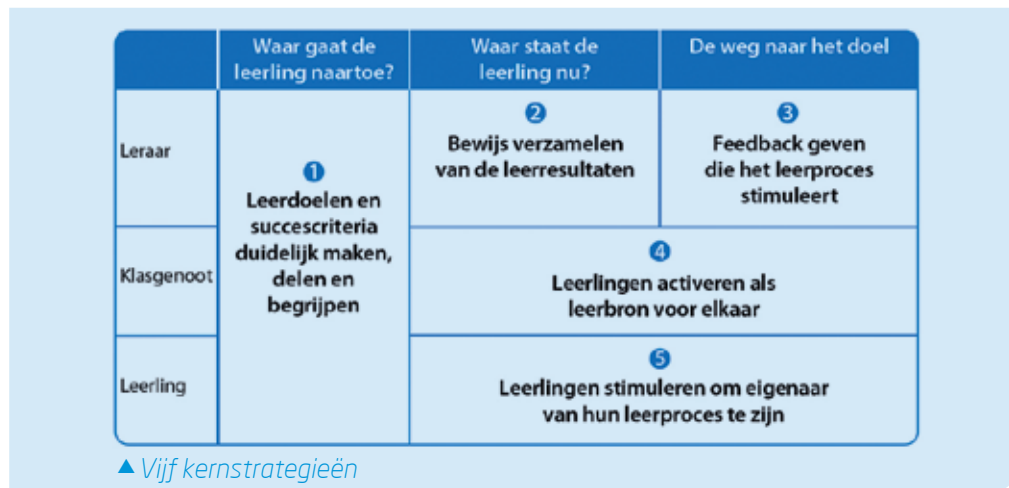 Waar gaat de
leerling naartoe?
Waar staat de
leerling nu?
De weg naar het doel
Leraar
1
Leerdoelen en
succescriteria
duidelijk maken,
delen en
begrijpen
2
Bewijs verzamelen
van de leerresultaten
3
Feedback geven
die het leerproces
stimuleert
Klasgenoot
4
Leerlingen activeren als
leerbron voor elkaar
Leerling
5
Leerlingen stimuleren om eigenaar
van hun leerproces te zijn
▲ Vijf kernstrategieën